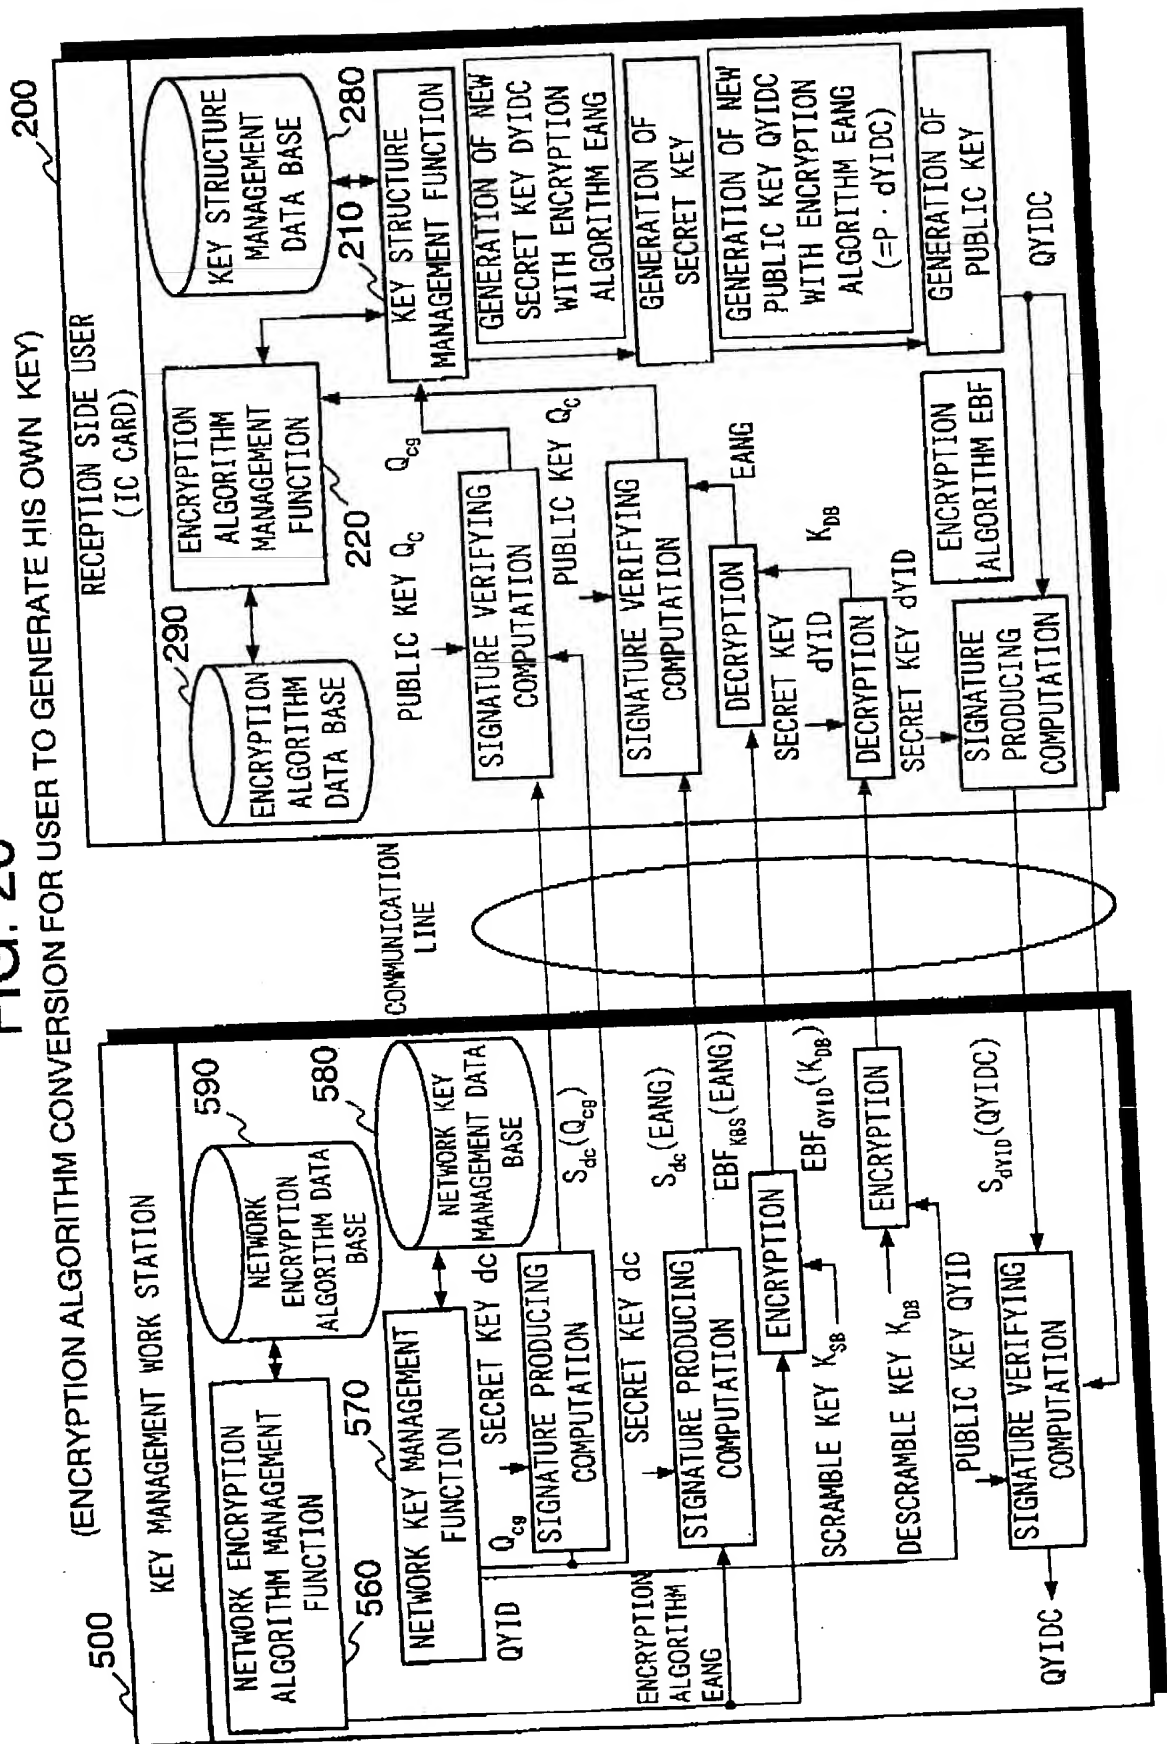 (ENCRYPTION ALGORITHM CONVERSION FOR USER TO GENERATE HIS OWN KEY)
500
KEY MANAGEMENT WORK STATION
NETWORK ENCRYPTION
ALGORITHM MANAGEMENT
FUNCTION
560
NETWORK
ENCRYPTION
ALGORITHM DATA
BASE
590
NETWORK KEY MANAGEMENT
FUNCTION
570
NETWORK KEY
MANAGEMENT DATA
BASE
580
QYID
Qcg
SECRET KEY dc
SIGNATURE PRODUCING
COMPUTATION
Sdc(Qcg)
SECRET KEY dc
ENCRYPTION
ALGORITHM
EANG
SIGNATURE PRODUCING
COMPUTATION
Sdc(EANG)
EBFKBS(EANG)
ENCRYPTION
SCRAMBLE KEY KSB
EBFQYID(KDB)
ENCRYPTION
DESCRAMBLE KEY KDB
PUBLIC KEY QYID
SdYID(QYIDC)
SIGNATURE VERIFYING
COMPUTATION
QYIDC
COMMUNICATION
LINE
200
RECEPTION SIDE USER
(IC CARD)
290
ENCRYPTION
ALGORITHM
DATA BASE
ENCRYPTION
ALGORITHM
MANAGEMENT
FUNCTION
220
KEY STRUCTURE
MANAGEMENT
DATA BASE
280
210
KEY STRUCTURE
MANAGEMENT FUNCTION
PUBLIC KEY QC
Qcg
SIGNATURE VERIFYING
COMPUTATION
GENERATION OF NEW
SECRET KEY DYIDC
WITH ENCRYPTION
ALGORITHM EANG
PUBLIC KEY QC
SIGNATURE VERIFYING
COMPUTATION
GENERATION OF
SECRET KEY
EANG
DECRYPTION
GENERATION OF NEW
PUBLIC KEY QYIDC
WITH ENCRYPTION
ALGORITHM EANG
(=P · dYIDC)
SECRET KEY
dYID
KDB
DECRYPTION
SECRET KEY dYID
ENCRYPTION
ALGORITHM EBF
GENERATION OF
PUBLIC KEY
SIGNATURE
PRODUCING
COMPUTATION
QYIDC